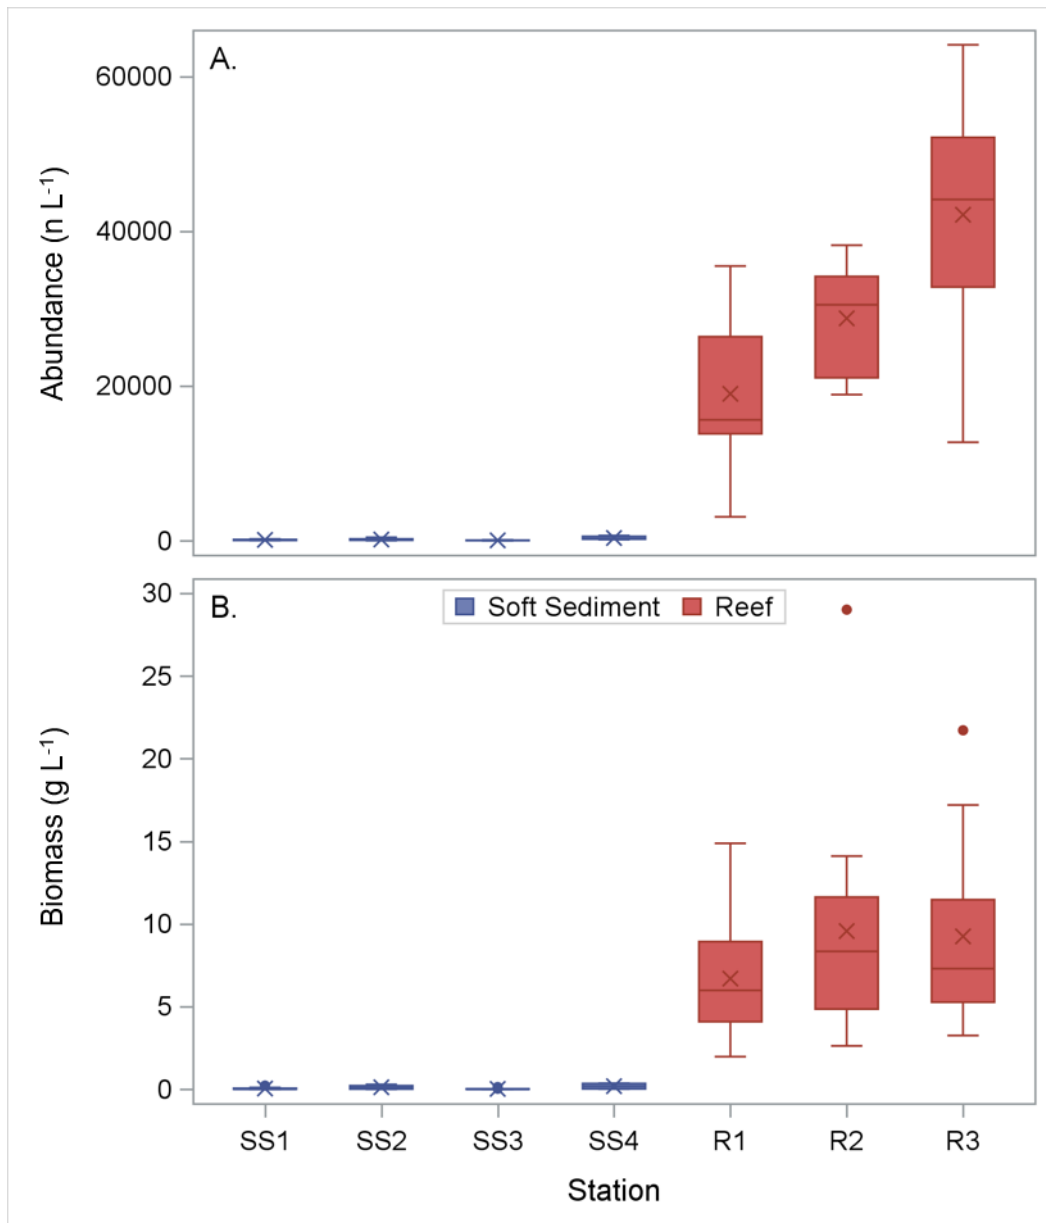 A.
Abundance (n L⁻¹)
60000
40000
20000
0
B.
Soft Sediment Reef
Biomass (g L⁻¹)
30
25
20
15
10
5
0
SS1 SS2 SS3 SS4 R1 R2 R3
Station